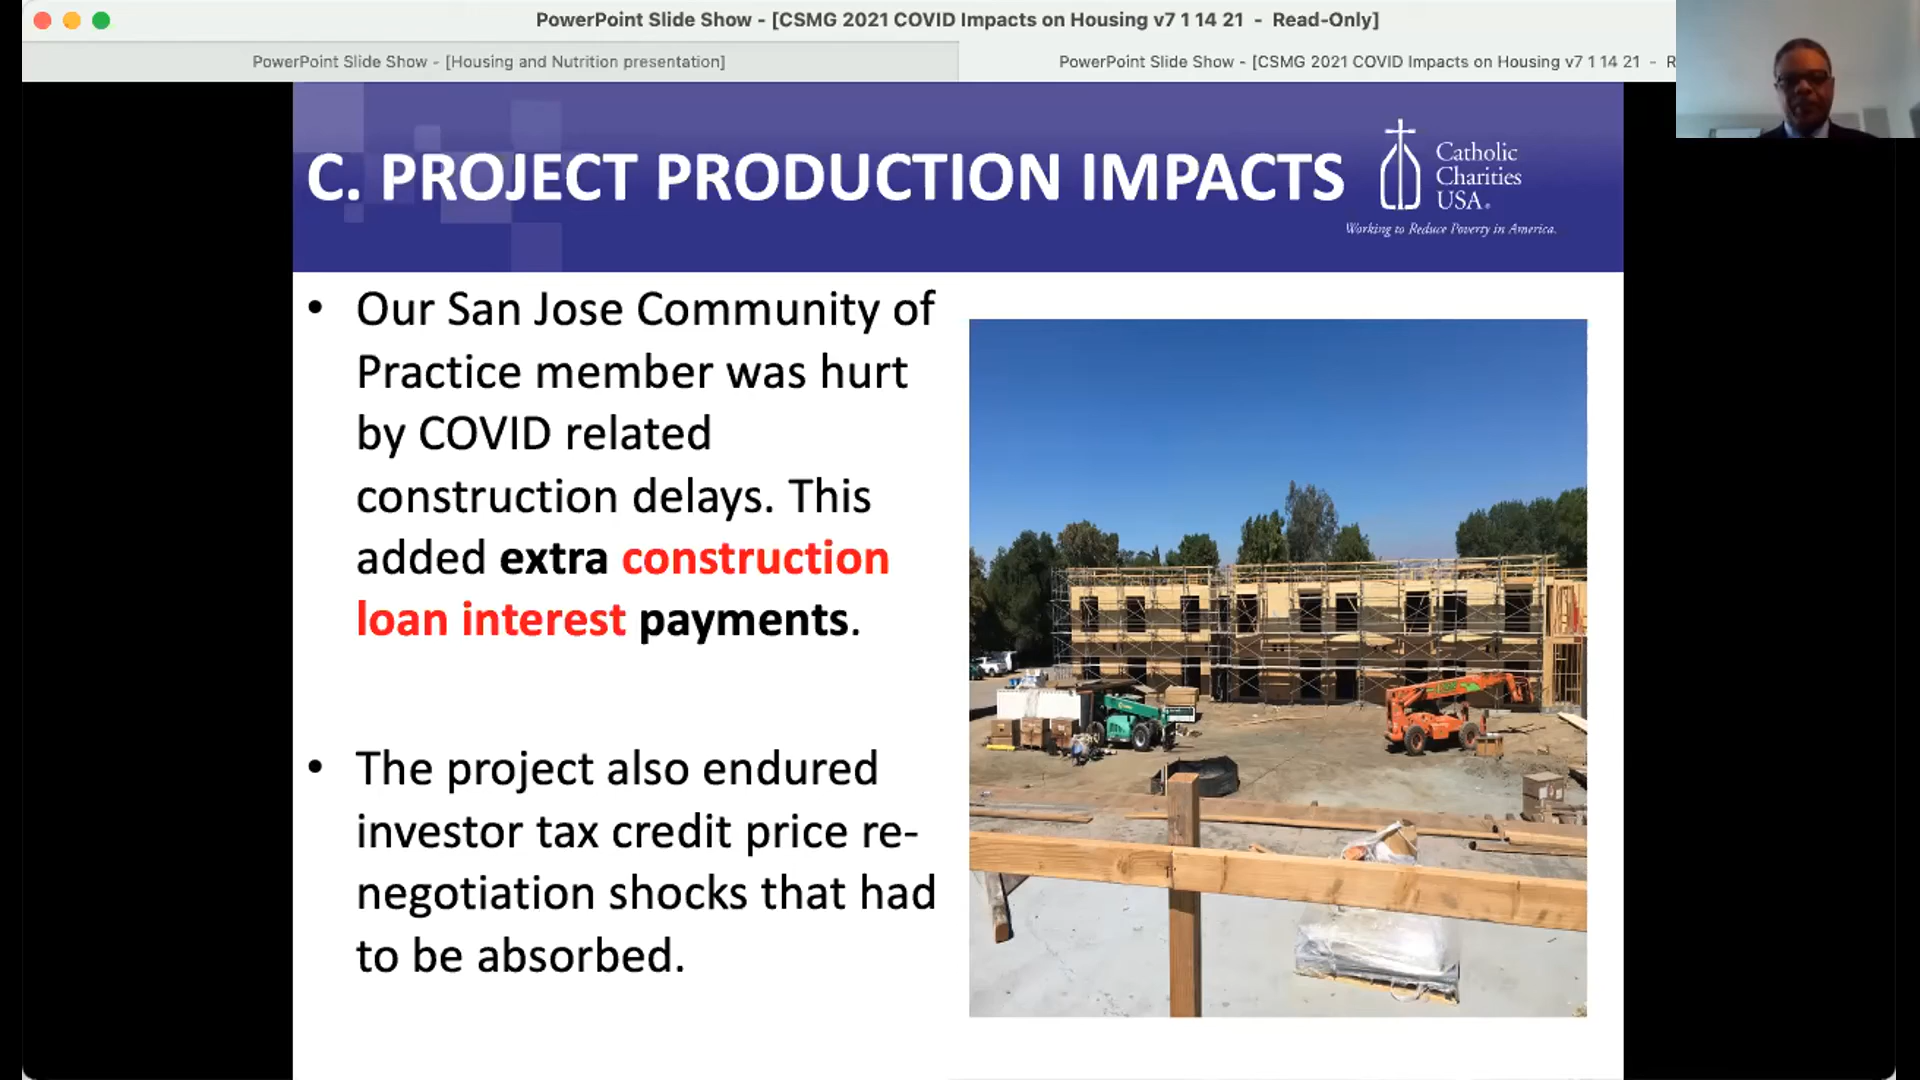 PowerPoint Slide Show - [CSMG 2021 COVID Impacts on Housing v7 1 14 21 - Read-Only]
PowerPoint Slide Show - [Housing and Nutrition presentation]
PowerPoint Slide Show - [CSMG 2021 COVID Impacts on Housing v7 1 14 21 - R
C. PROJECT PRODUCTION IMPACTS
Catholic
Charities
USA®
Working to Reduce Poverty in America.
• Our San Jose Community of
Practice member was hurt
by COVID related
construction delays. This
added extra construction
loan interest payments.
• The project also endured
investor tax credit price re-
negotiation shocks that had
to be absorbed.